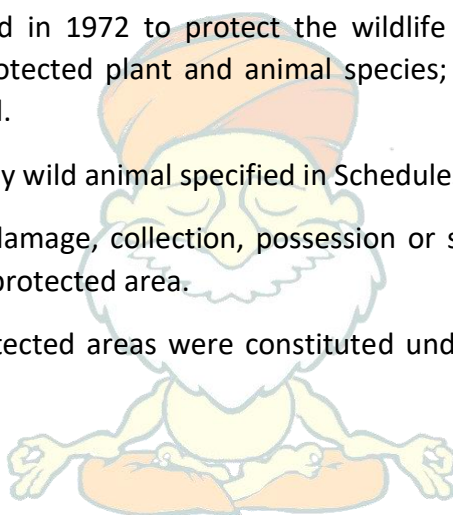 d in 1972 to protect the wildlife
otected plant and animal species;
l.
y wild animal specified in Schedule
damage, collection, possession or s
protected area.
tected areas were constituted und